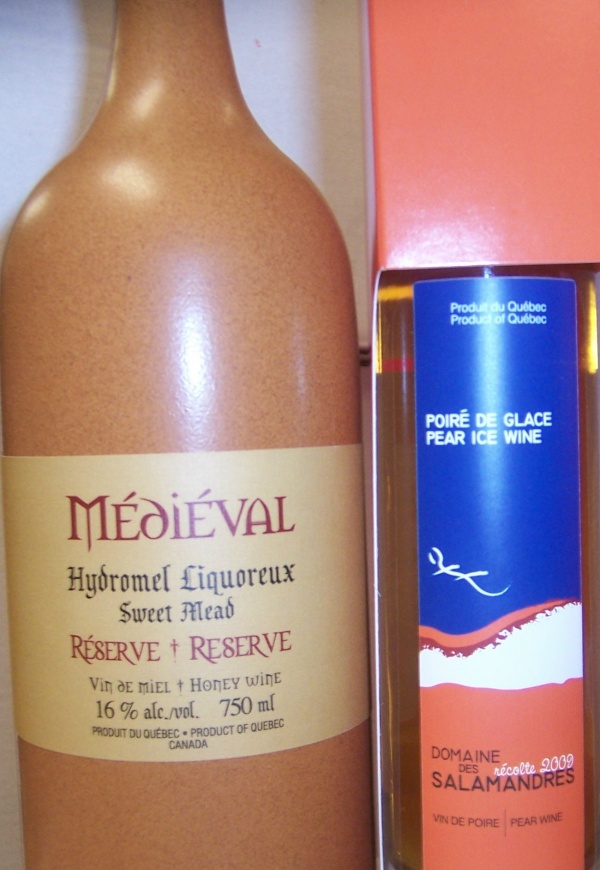 MÉDIÉVAL
Hydromel Liquoreux
Sweet Mead
RÉSERVE † RESERVE
Vin de miel † Honey wine
16 % alc./vol. 750 ml
PRODUIT DU QUÉBEC • PRODUCT OF QUEBEC
CANADA
Produit du Québec
Product of Québec
POIRÉ DE GLACE
PEAR ICE WINE
DOMAINE
DES récolte 2009
SALAMANDRES
VIN DE POIRE | PEAR WINE